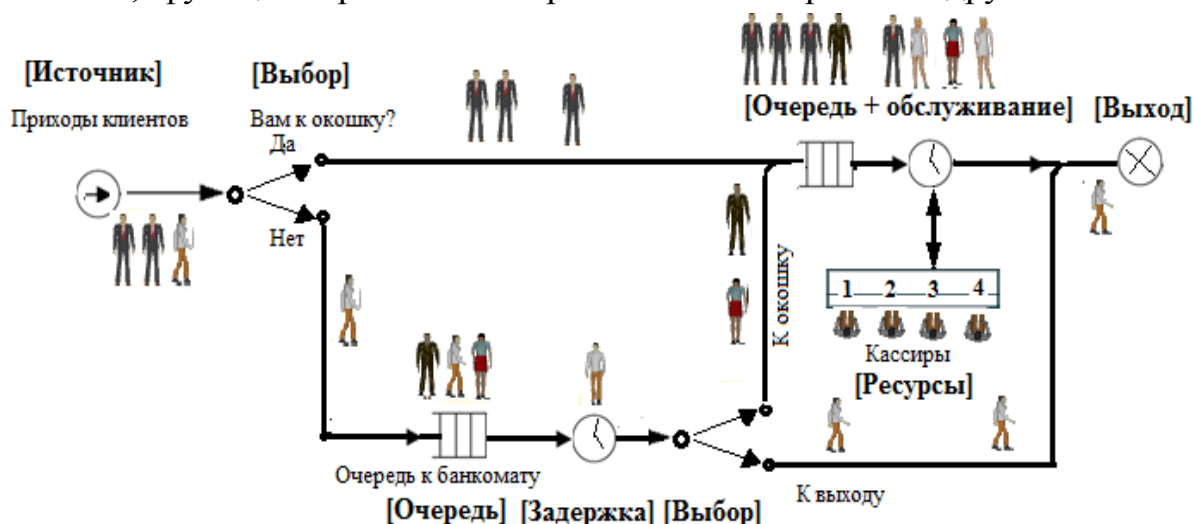 [Источник]
[Выбор]
[Очередь + обслуживание]
[Выход]
Приходы клиентов
Вам к окошку?
Да
Нет
К окошку
1 2 3 4
Кассиры
[Ресурсы]
Очередь к банкомату
К выходу
[Очередь] [Задержка] [Выбор]